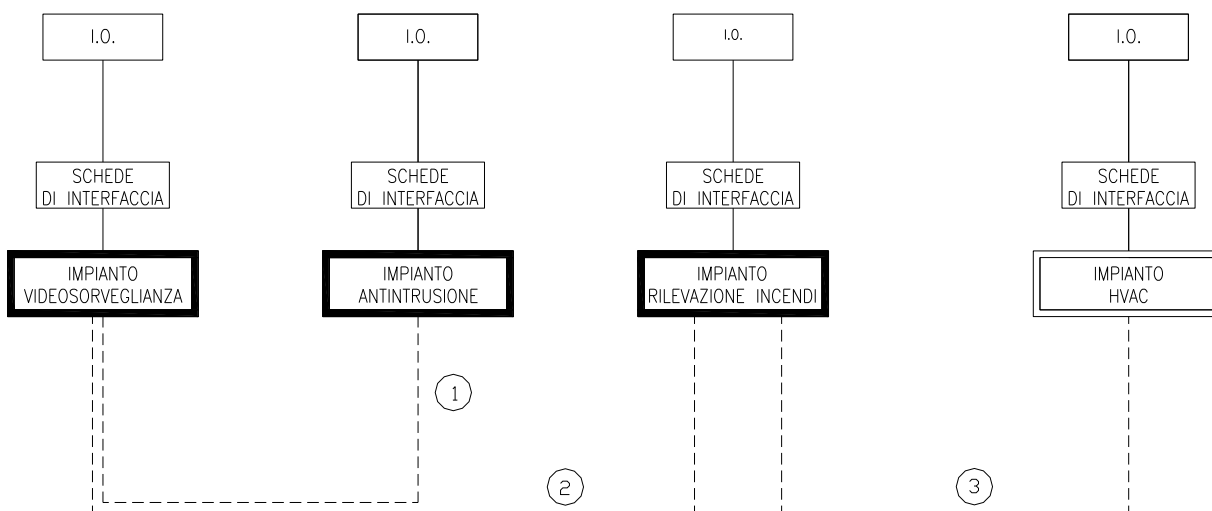 I.O.
I.O.
I.O.
I.O.
SCHEDE
DI INTERFACCIA
SCHEDE
DI INTERFACCIA
SCHEDE
DI INTERFACCIA
SCHEDE
DI INTERFACCIA
IMPIANTO
VIDEOSORVEGLIANZA
IMPIANTO
ANTINTRUSIONE
IMPIANTO
RILEVAZIONE INCENDI
IMPIANTO
HVAC
1
2
3